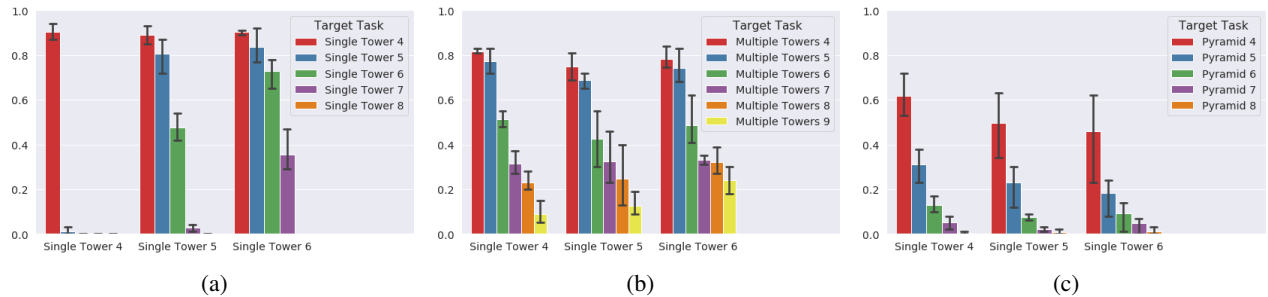 1.0
0.8
0.6
0.4
0.2
0.0
Target Task
Single Tower 4
Single Tower 5
Single Tower 6
Single Tower 7
Single Tower 8
Single Tower 4
Single Tower 5
Single Tower 6
(a)
1.0
0.8
0.6
0.4
0.2
0.0
Target Task
Multiple Towers 4
Multiple Towers 5
Multiple Towers 6
Multiple Towers 7
Multiple Towers 8
Multiple Towers 9
Single Tower 4
Single Tower 5
Single Tower 6
(b)
1.0
0.8
0.6
0.4
0.2
0.0
Target Task
Pyramid 4
Pyramid 5
Pyramid 6
Pyramid 7
Pyramid 8
Single Tower 4
Single Tower 5
Single Tower 6
(c)